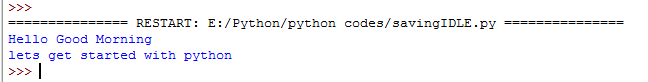 >>>
=============== RESTART: E:/Python/python codes/savingIDLE.py ===============
Hello Good Morning
lets get started with python
>>>